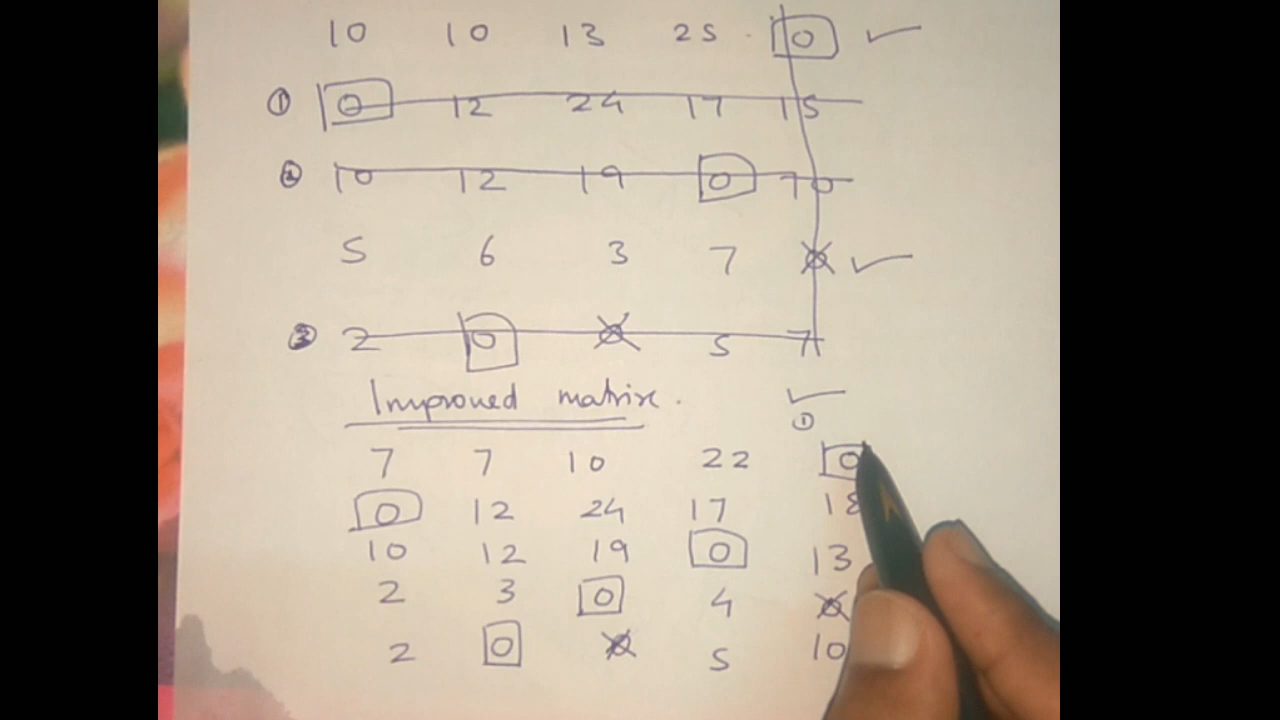 10 10 13 25 0
① 0 12 24 17 15
② 10 12 19 0 10
5 6 3 7 0
③ 2 0 0 5 7
Improved matrix.
①
7 7 10 22 0
0 12 24 17 18
10 12 19 0 13
2 3 0 4 0
2 0 0 5 10